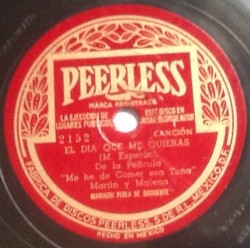 PEERLESS
MARCA REGISTRADA
LA EJECUCION DE ESTE DISCO EN
LUGARES PUBLICOS
2152
CANCIÓN
EL DIA QUE ME QUIERAS
(M. Esperón)
De la Película
"Me he de Comer esa Tuna"
Martín y Malena
MARIACHI PERLA DE OCCIDENTE
FABRICA DE DISCOS PEERLESS, S. DE R.L. MEXICO D.F.
HECHO EN MEXICO